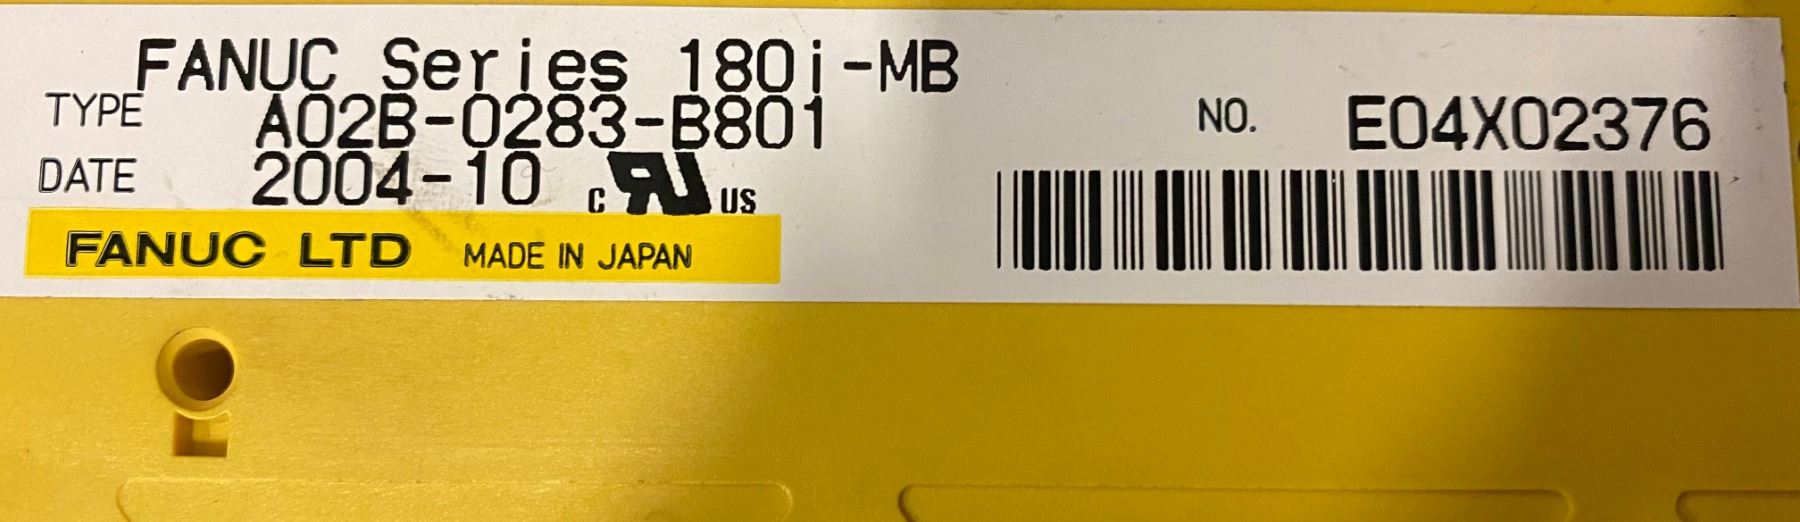 FANUC Series 180i-MB
TYPE A02B-0283-B801
NO. E04X02376
DATE 2004-10
c RU US
FANUC LTD MADE IN JAPAN